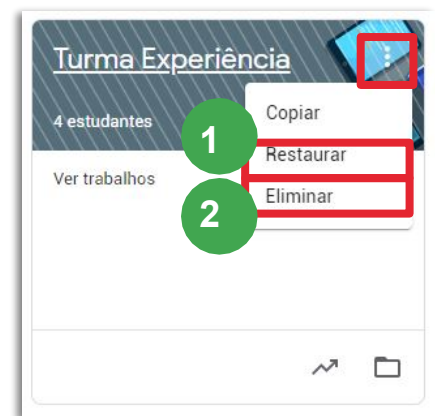 Turma Experiência
4 estudantes
Copiar
1
Restaurar
Ver trabalhos
Eliminar
2